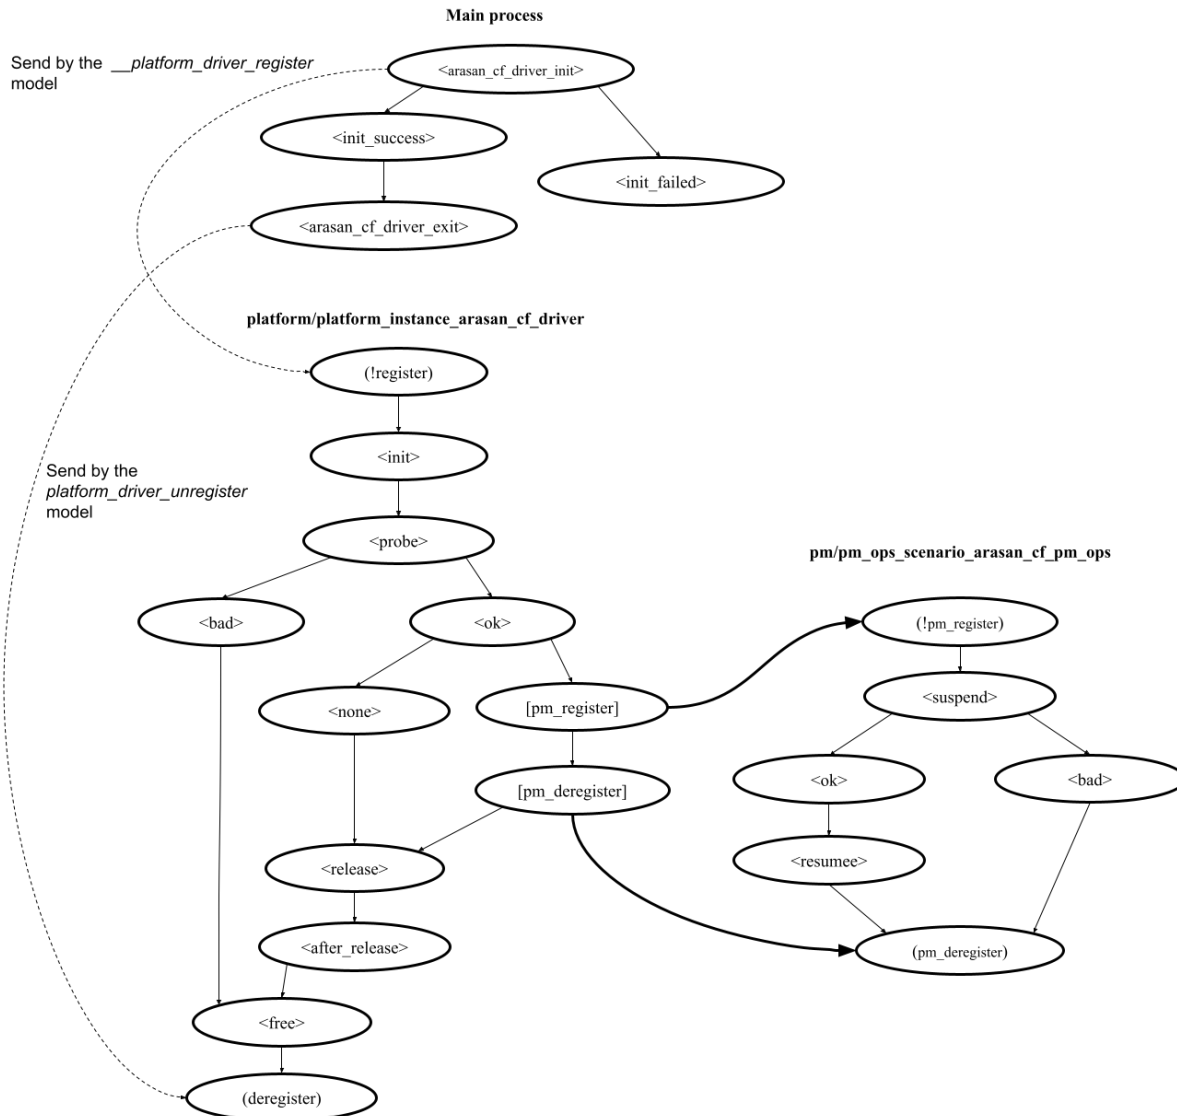 Main process
Send by the __platform_driver_register
model
<arasan_cf_driver_init>
<init_success>
<init_failed>
<arasan_cf_driver_exit>
platform/platform_instance_arasan_cf_driver
(!register)
<init>
Send by the
platform_driver_unregister
model
<probe>
pm/pm_ops_scenario_arasan_cf_pm_ops
<bad>
<ok>
(!pm_register)
<suspend>
<none>
[pm_register]
<ok>
<bad>
[pm_deregister]
<resumee>
<release>
<after_release>
(pm_deregister)
<free>
(deregister)